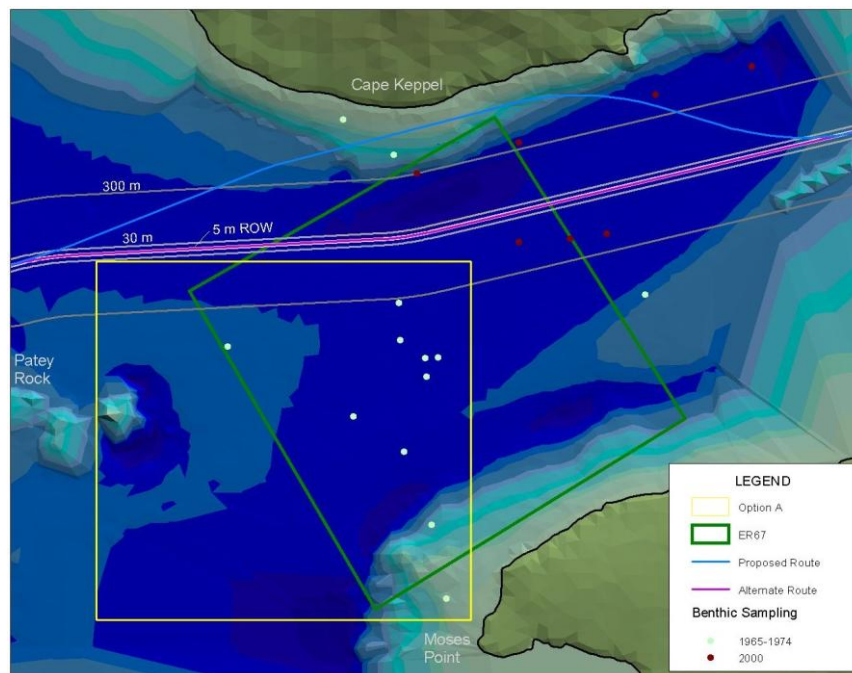 Cape Keppel
300 m
30 m
5 m ROW
Patey
Rock
Moses
Point
LEGEND
Option A
ER67
Proposed Route
Alternate Route
Benthic Sampling
1965-1974
2000